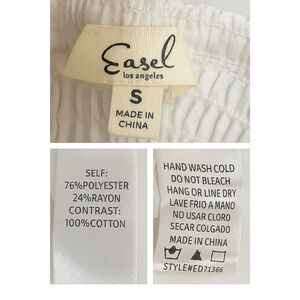 Easel
los angeles
S
MADE IN
CHINA
SELF:
76%POLYESTER
24%RAYON
CONTRAST:
100%COTTON
HAND WASH COLD
DO NOT BLEACH
HANG OR LINE DRY
LAVE FRIO A MANO
NO USAR CLORO
SECAR COLGADO
MADE IN CHINA
STYLE#ED71366